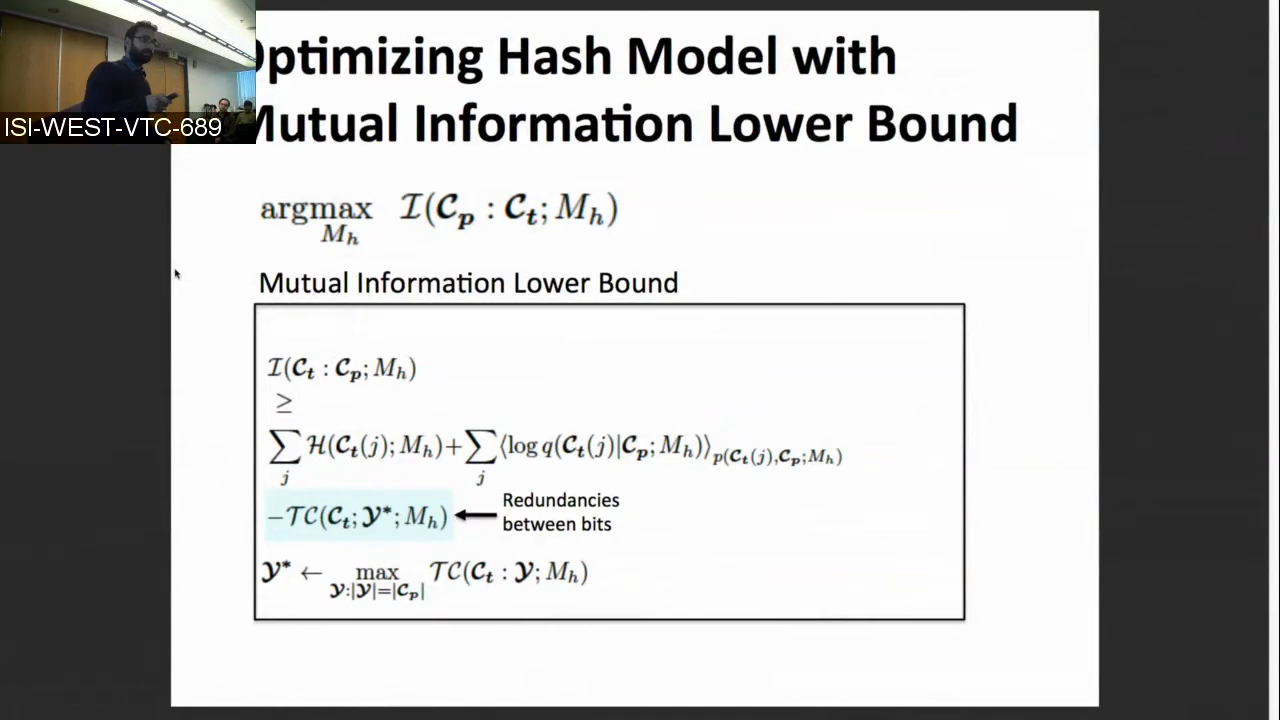 Optimizing Hash Model with
Mutual Information Lower Bound
ISI-WEST-VTC-689
argmax I(C_p : C_t; M_h)
M_h
Mutual Information Lower Bound
I(C_t : C_p; M_h)
≥
∑_j H(C_t(j); M_h) + ∑_j ⟨log q(C_t(j)|C_p; M_h)⟩_{p(C_t(j),C_p;M_h)}
−TC(C_t; Y*; M_h)
Redundancies
between bits
Y* ← max TC(C_t : Y; M_h)
Y:|Y|=|C_p|